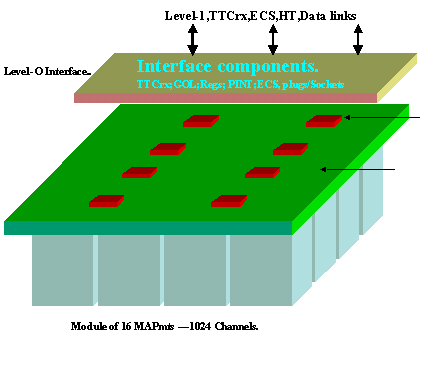 Level-1,TTCrx,ECS,HT,Data links
Interface components.
Level-O Interface..
TTCrx; GOL;Regs; PINT; ECS, plugs/Sockets
Module of 16 MAPmts —1024 Channels.